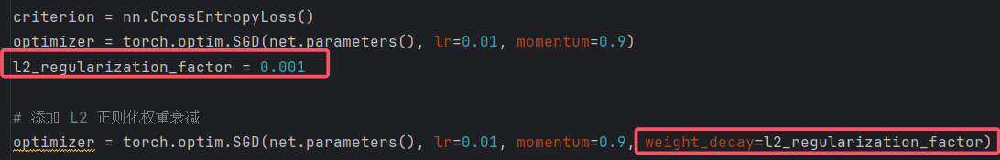 criterion = nn.CrossEntropyLoss()
optimizer = torch.optim.SGD(net.parameters(), lr=0.01, momentum=0.9)
l2_regularization_factor = 0.001
# 添加 L2 正则化权重衰减
optimizer = torch.optim.SGD(net.parameters(), lr=0.01, momentum=0.9, weight_decay=l2_regularization_factor)